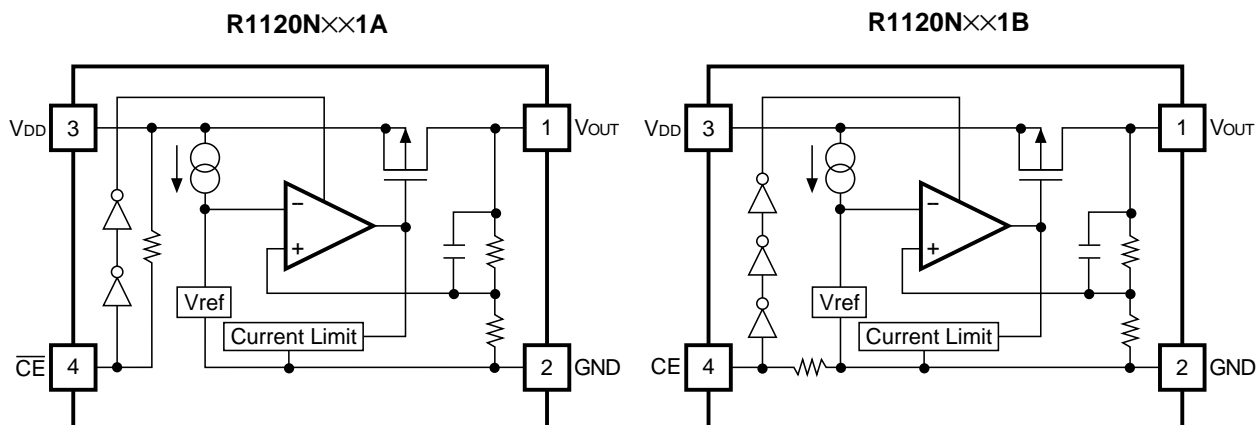 R1120N××1A
VDD
3
1
VOUT
−
+
Vref
Current Limit
C̅E̅
4
2
GND
R1120N××1B
VDD
3
1
VOUT
−
+
Vref
Current Limit
CE
4
2
GND